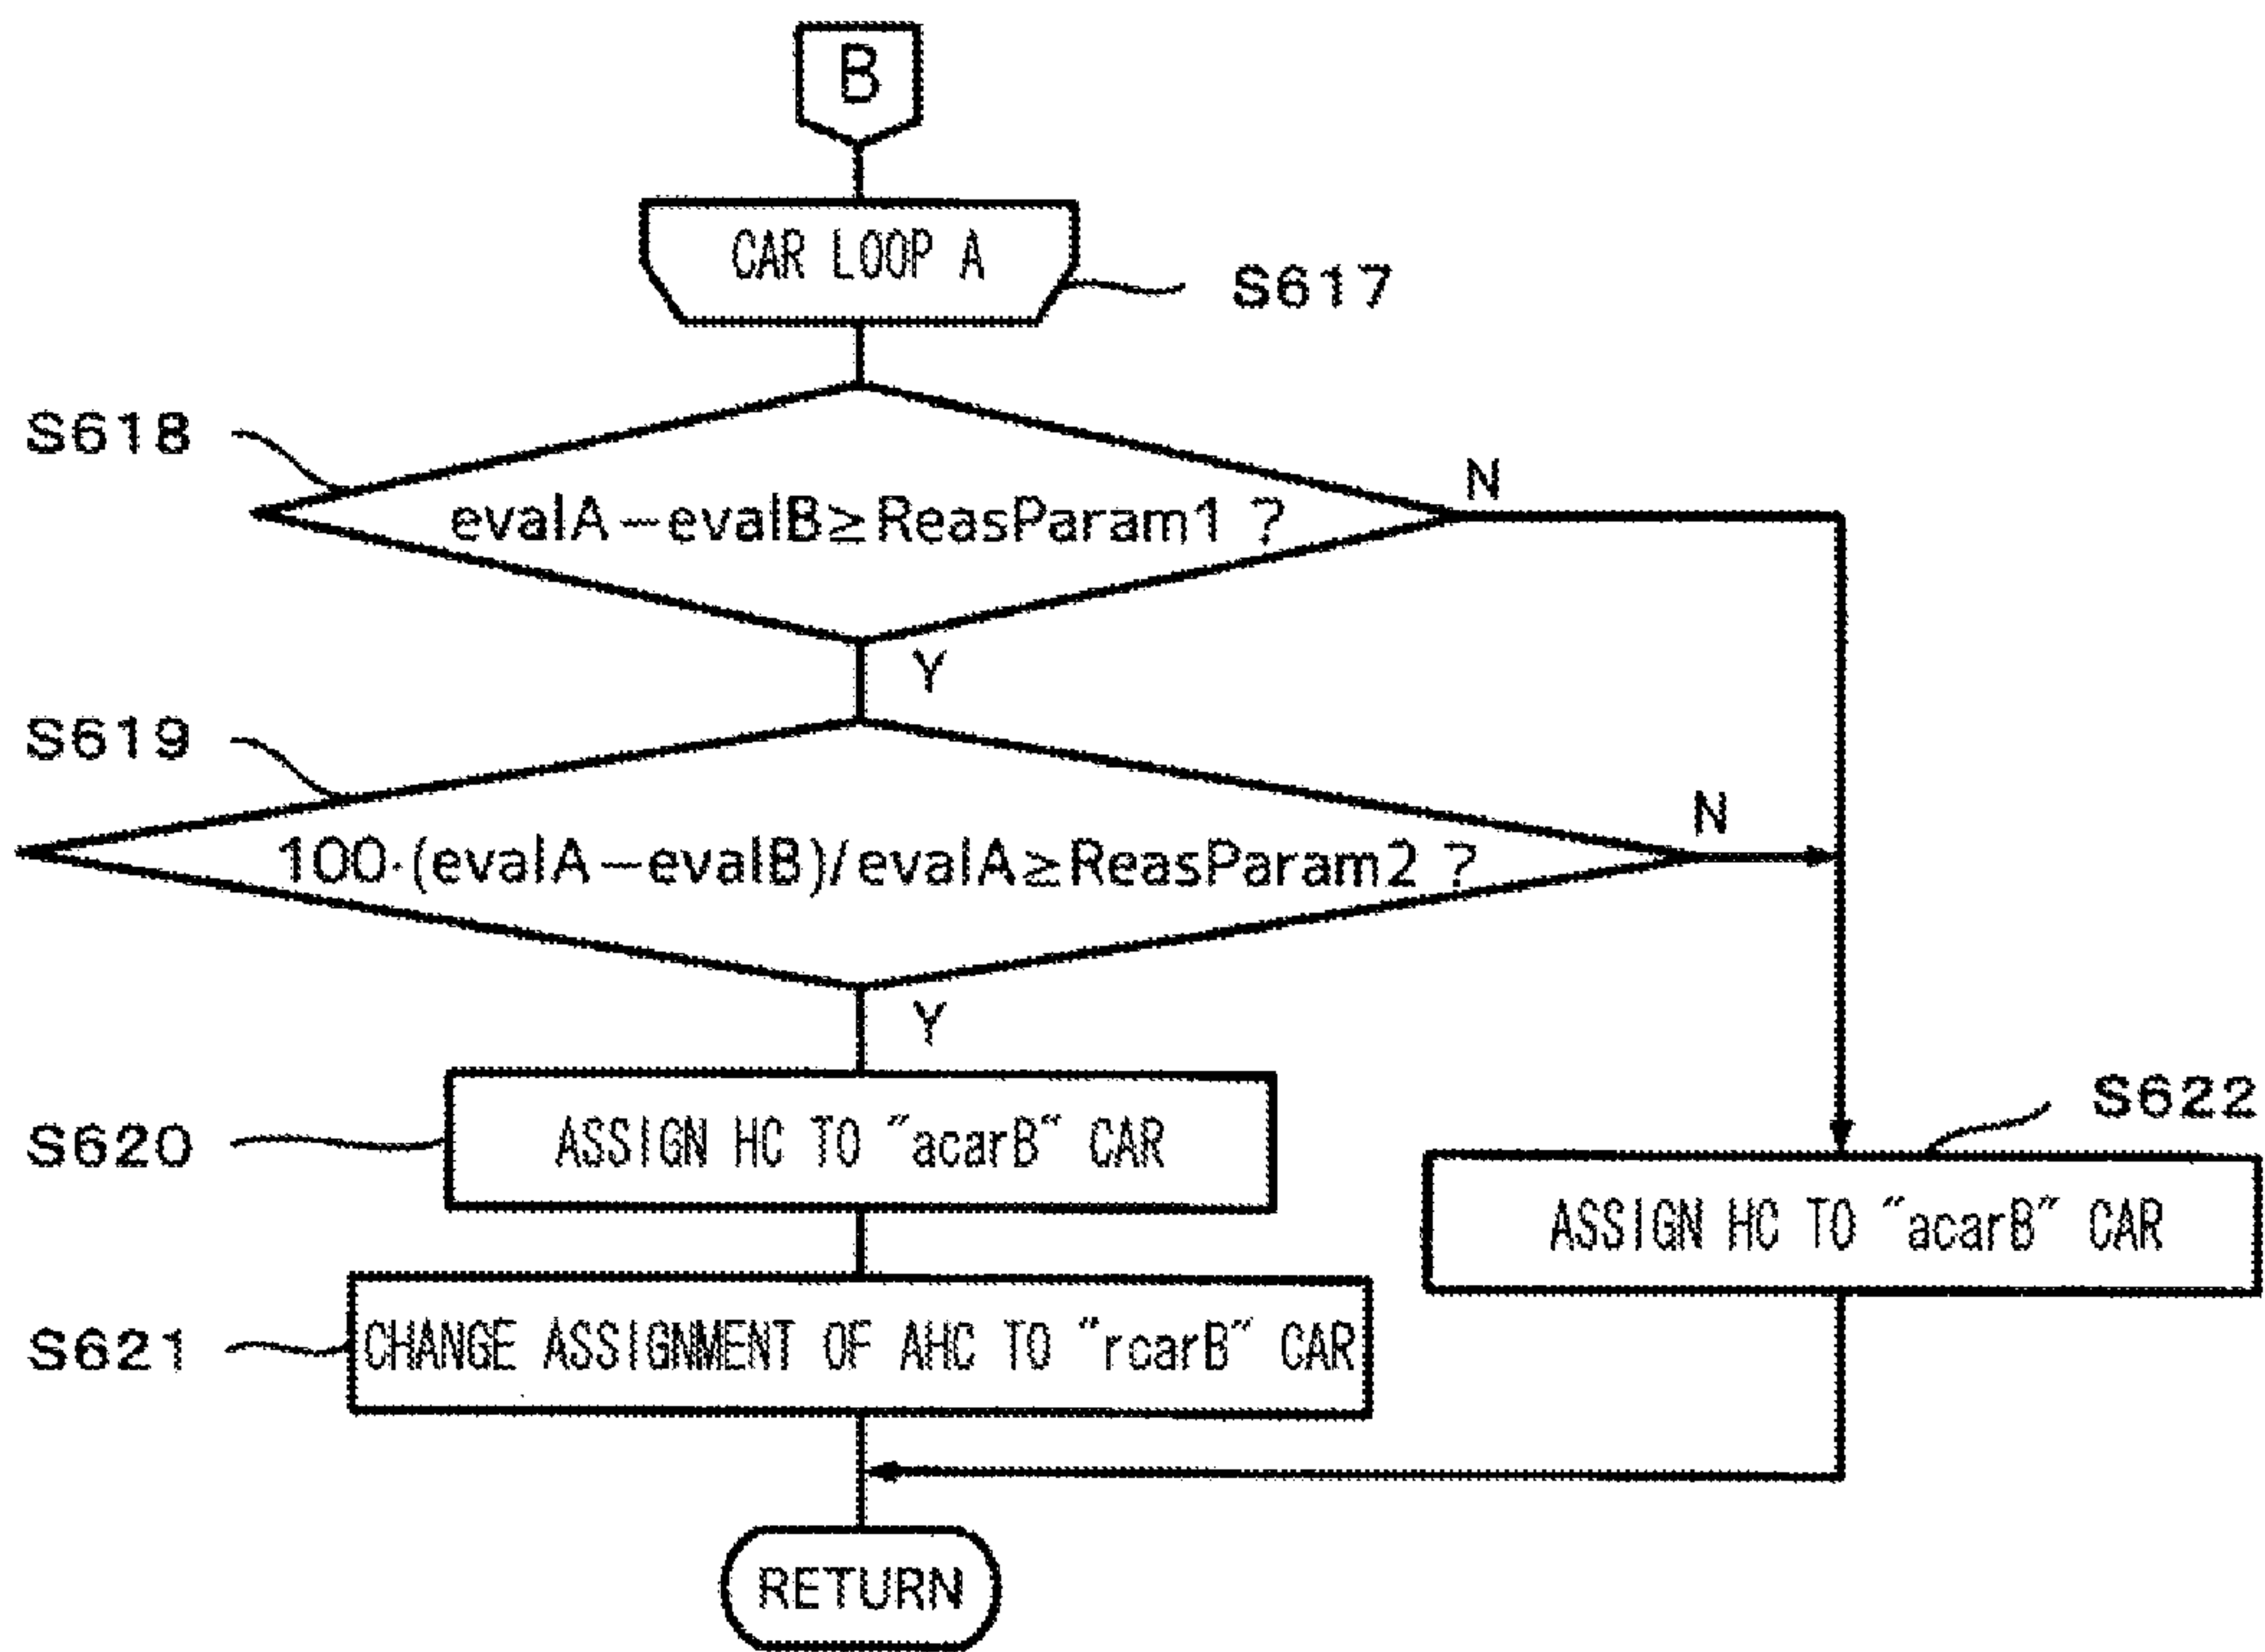 B
CAR LOOP A
S617
S618
evalA−evalB≥ReasParam1 ?
N
Y
S619
100·(evalA−evalB)/evalA≥ReasParam2 ?
N
Y
S620
ASSIGN HC TO "acarB" CAR
S622
ASSIGN HC TO "acarB" CAR
S621
CHANGE ASSIGNMENT OF AHC TO "rcarB" CAR
RETURN